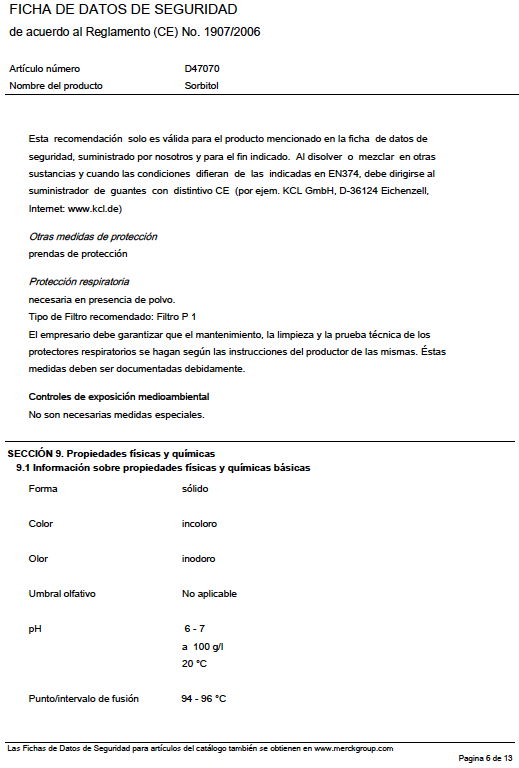 FICHA DE DATOS DE SEGURIDAD
de acuerdo al Reglamento (CE) No. 1907/2006
Artículo número D47070
Nombre del producto Sorbitol
Esta recomendación solo es válida para el producto mencionado en la ficha de datos de
seguridad, suministrado por nosotros y para el fin indicado. Al disolver o mezclar en otras
sustancias y cuando las condiciones difieran de las indicadas en EN374, debe dirigirse al
suministrador de guantes con distintivo CE (por ejem. KCL GmbH, D-36124 Eichenzell,
Internet: www.kcl.de)
Otras medidas de protección
prendas de protección
Protección respiratoria
necesaria en presencia de polvo.
Tipo de Filtro recomendado: Filtro P 1
El empresario debe garantizar que el mantenimiento, la limpieza y la prueba técnica de los
protectores respiratorios se hagan según las instrucciones del productor de las mismas. Éstas
medidas deben ser documentadas debidamente.
Controles de exposición medioambiental
No son necesarias medidas especiales.
SECCIÓN 9. Propiedades físicas y químicas
9.1 Información sobre propiedades físicas y químicas básicas
Forma sólido
Color incoloro
Olor inodoro
Umbral olfativo No aplicable
pH 6 - 7
a 100 g/l
20 °C
Punto/intervalo de fusión 94 - 96 °C
Las Fichas de Datos de Seguridad para artículos del catálogo también se obtienen en www.merckgroup.com
Pagina 6 de 13